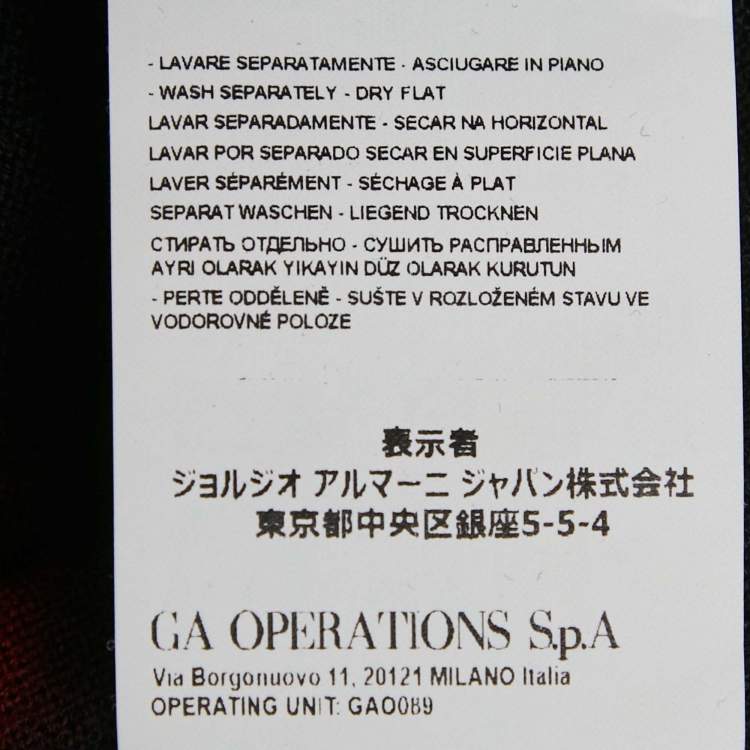 - LAVARE SEPARATAMENTE - ASCIUGARE IN PIANO
- WASH SEPARATELY - DRY FLAT
LAVAR SEPARADAMENTE - SECAR NA HORIZONTAL
LAVAR POR SEPARADO SECAR EN SUPERFICIE PLANA
LAVER SÉPARÉMENT - SÉCHAGE À PLAT
SEPARAT WASCHEN - LIEGEND TROCKNEN
СТИРАТЬ ОТДЕЛЬНО - СУШИТЬ РАСПРАВЛЕННЫМ
AYRI OLARAK YIKAYIN DÜZ OLARAK KURUTUN
- PERTE ODDĚLENĚ - SUŠTE V ROZLOŽENÉM STAVU VE
VODOROVNÉ POLOZE
表示者
ジョルジオ アルマーニ ジャパン株式会社
東京都中央区銀座5-5-4
GA OPERATIONS S.p.A
Via Borgonuovo 11, 20121 MILANO Italia
OPERATING UNIT: GAO089